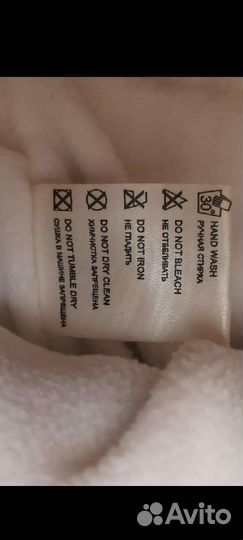 30°
HAND WASH
РУЧНАЯ СТИРКА
DO NOT BLEACH
НЕ ОТБЕЛИВАТЬ
DO NOT IRON
НЕ ГЛАДИТЬ
DO NOT DRY CLEAN
ХИМЧИСТКА ЗАПРЕЩЕНА
DO NOT TUMBLE DRY
СУШКА В МАШИНЕ ЗАПРЕЩЕНА
Avito